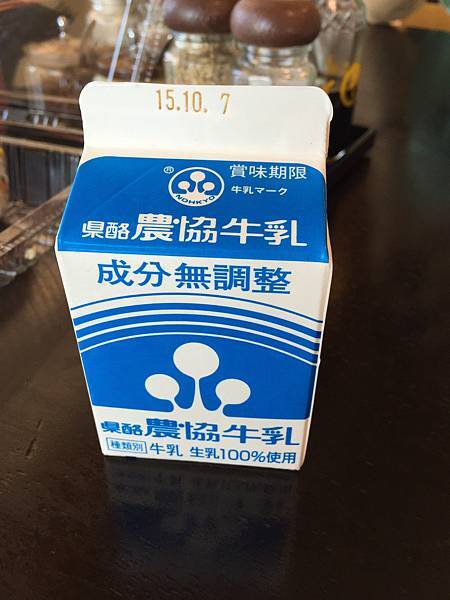 15.10. 7
賞味期限
® NOHKYO
牛乳マーク
県酪 農協牛乳
成分無調整
県酪 農協牛乳
種類別 牛乳 生乳100%使用